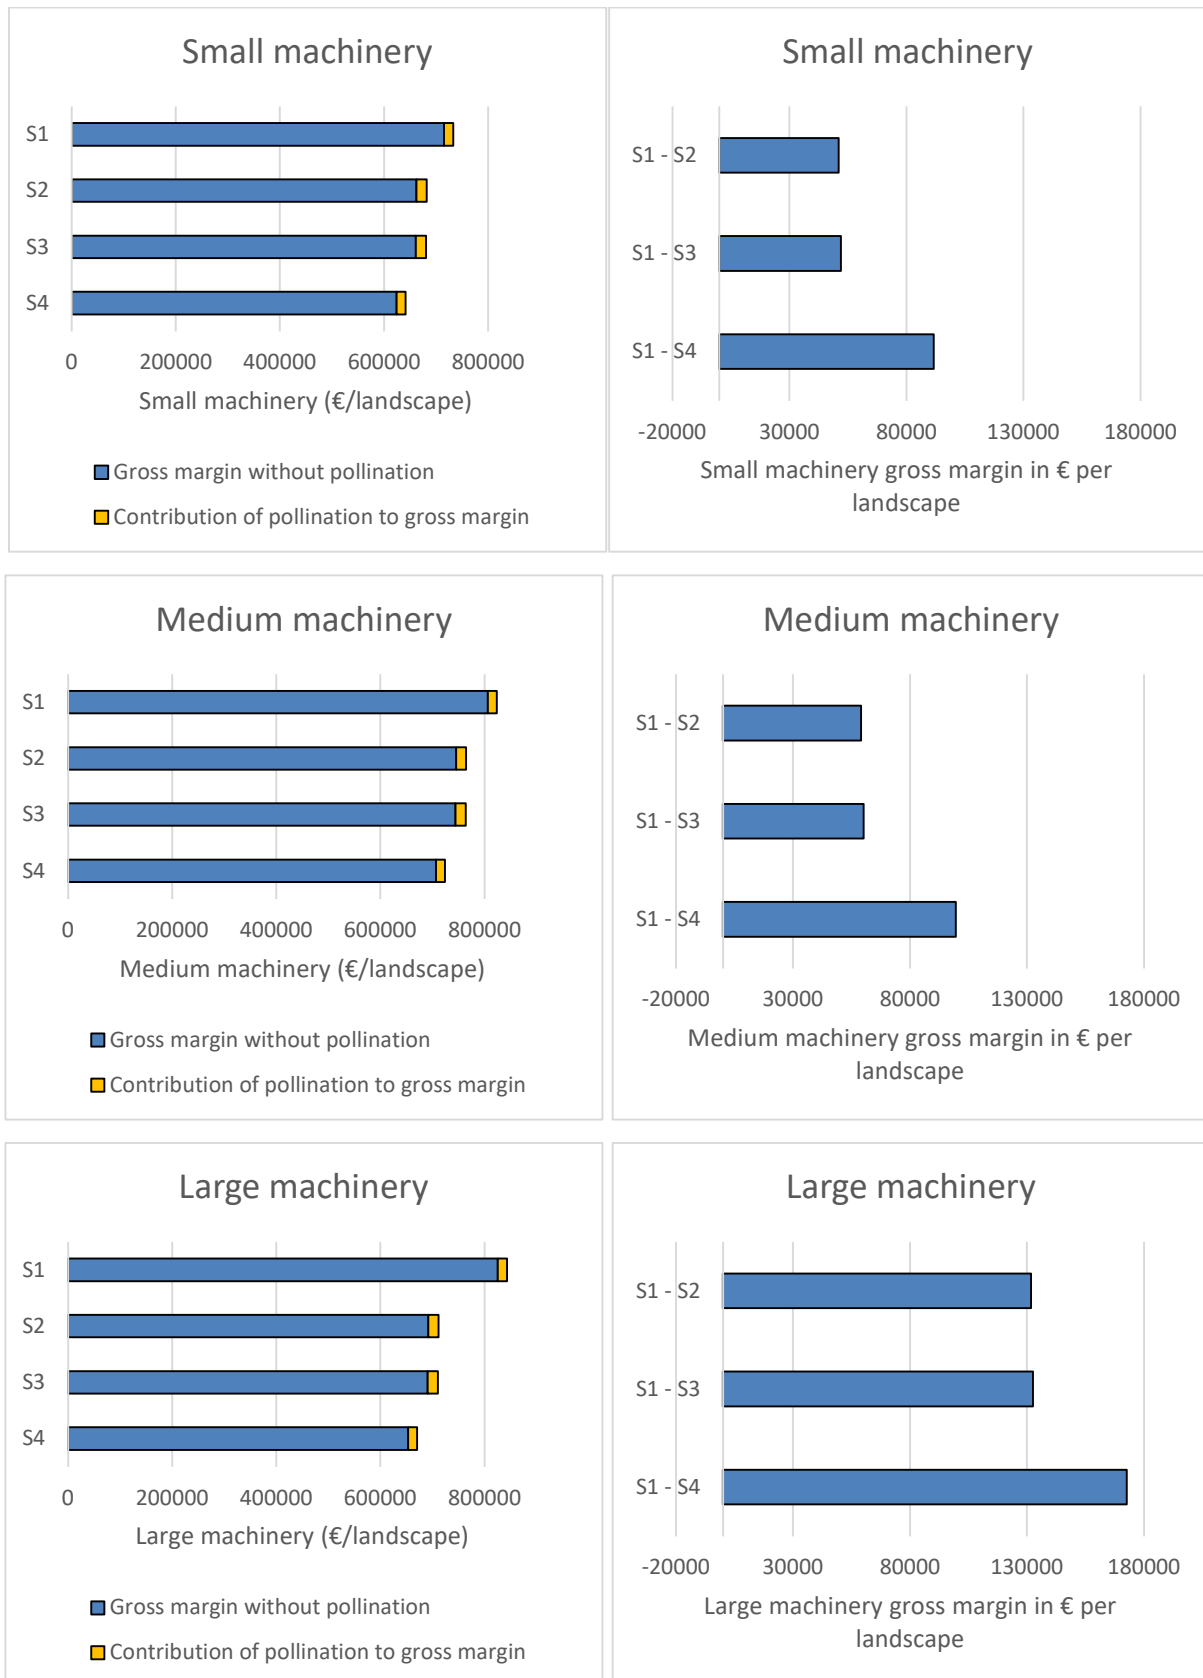 Small machinery
S1
S2
S3
S4
0 200000 400000 600000 800000
Small machinery (€/landscape)
Gross margin without pollination
Contribution of pollination to gross margin
Small machinery
S1 - S2
S1 - S3
S1 - S4
-20000 30000 80000 130000 180000
Small machinery gross margin in € per
landscape
Medium machinery
S1
S2
S3
S4
0 200000 400000 600000 800000
Medium machinery (€/landscape)
Gross margin without pollination
Contribution of pollination to gross margin
Medium machinery
S1 - S2
S1 - S3
S1 - S4
-20000 30000 80000 130000 180000
Medium machinery gross margin in € per
landscape
Large machinery
S1
S2
S3
S4
0 200000 400000 600000 800000
Large machinery (€/landscape)
Gross margin without pollination
Contribution of pollination to gross margin
Large machinery
S1 - S2
S1 - S3
S1 - S4
-20000 30000 80000 130000 180000
Large machinery gross margin in € per
landscape